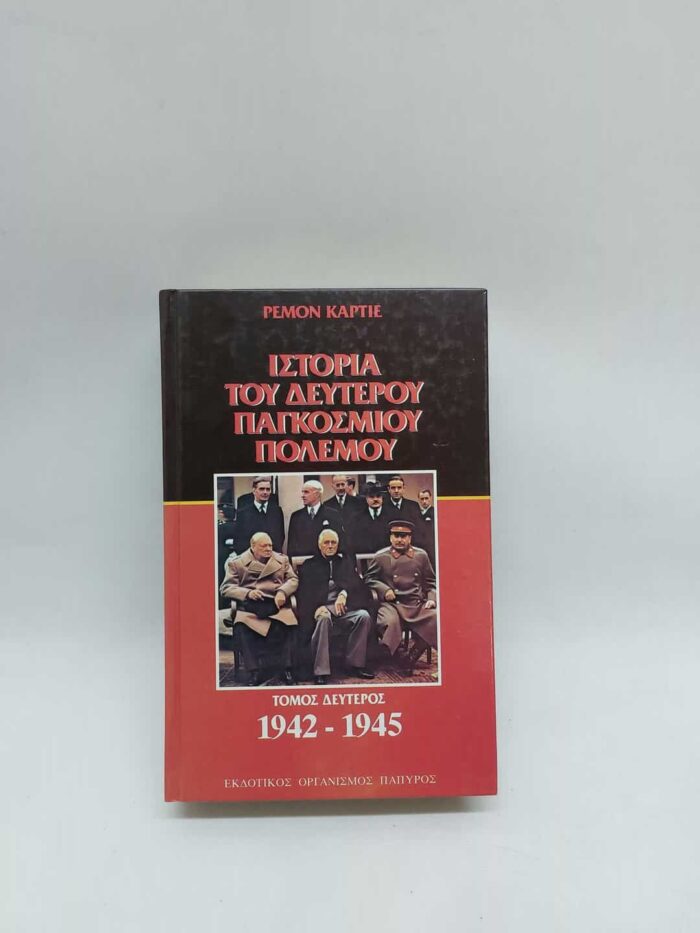 ΡΕΜΟΝ ΚΑΡΤΙΕ
ΙΣΤΟΡΙΑ
ΤΟΥ ΔΕΥΤΕΡΟΥ
ΠΑΓΚΟΣΜΙΟΥ
ΠΟΛΕΜΟΥ
ΤΟΜΟΣ ΔΕΥΤΕΡΟΣ
1942 - 1945
ΕΚΔΟΤΙΚΟΣ ΟΡΓΑΝΙΣΜΟΣ ΠΑΠΥΡΟΣ